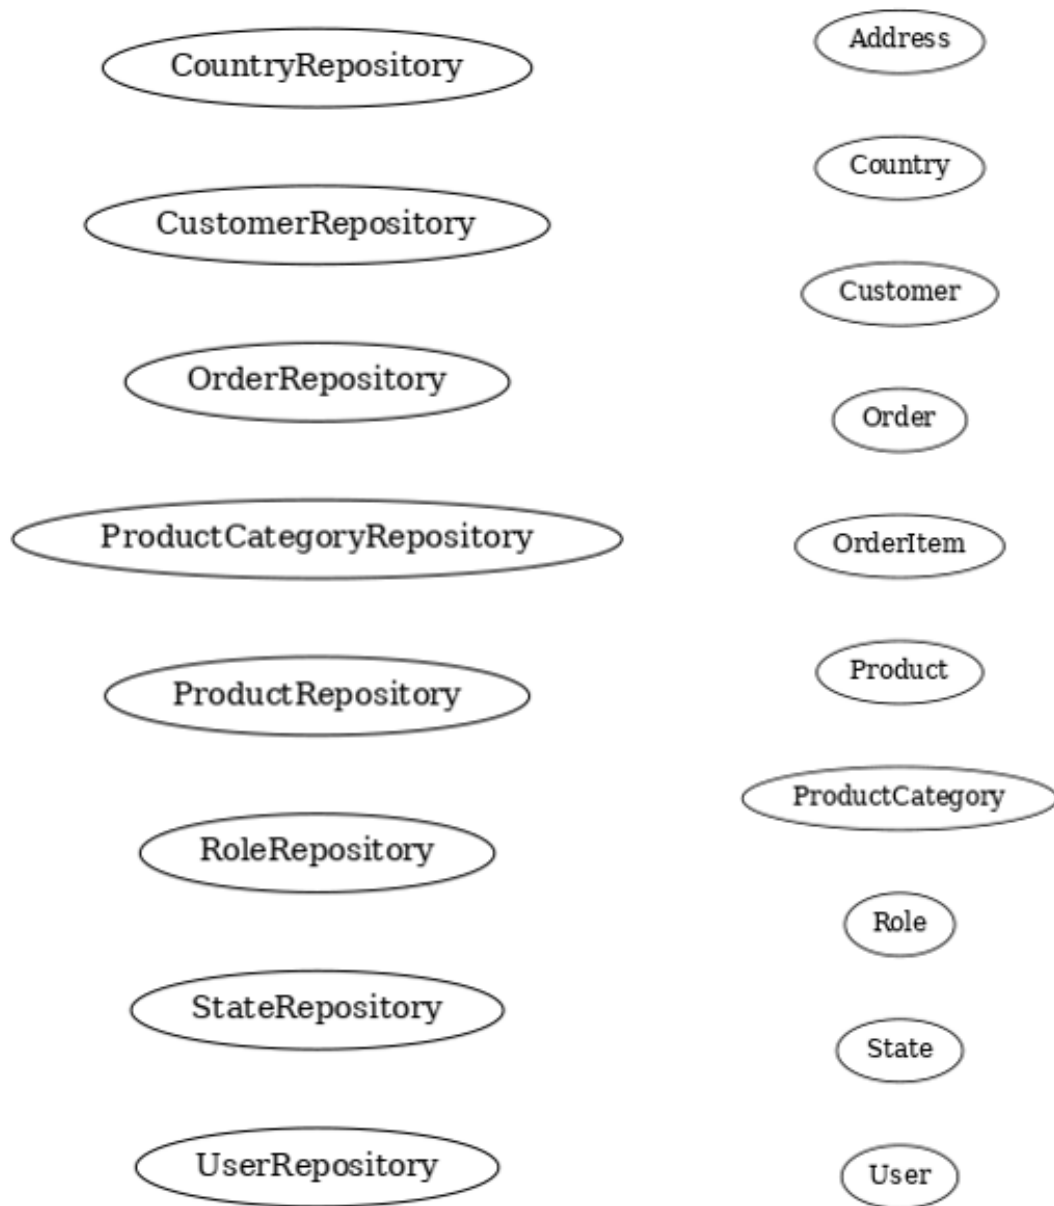 CountryRepository
CustomerRepository
OrderRepository
ProductCategoryRepository
ProductRepository
RoleRepository
StateRepository
UserRepository
Address
Country
Customer
Order
OrderItem
Product
ProductCategory
Role
State
User